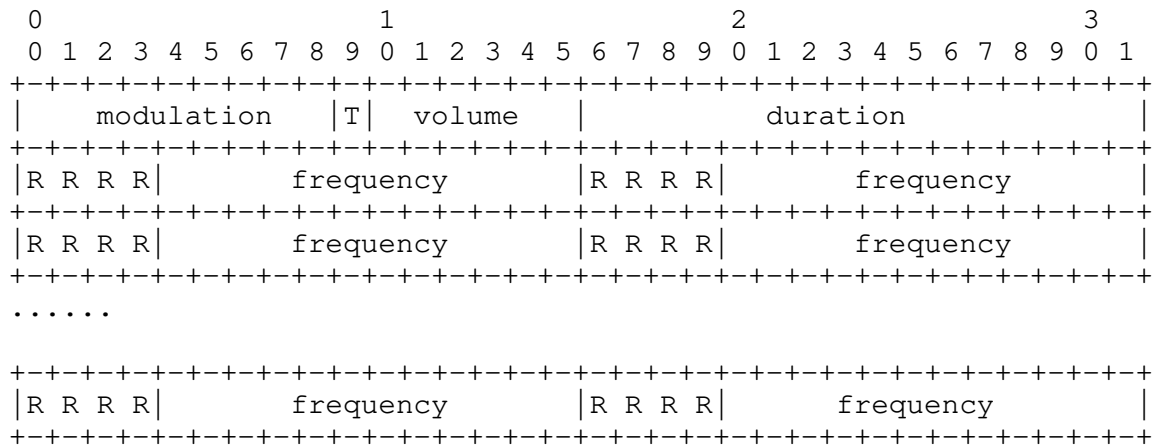 0                   1                   2                   3
0 1 2 3 4 5 6 7 8 9 0 1 2 3 4 5 6 7 8 9 0 1 2 3 4 5 6 7 8 9 0 1
+-+-+-+-+-+-+-+-+-+-+-+-+-+-+-+-+-+-+-+-+-+-+-+-+-+-+-+-+-+-+-+-+
|    modulation   |T|  volume   |          duration             |
+-+-+-+-+-+-+-+-+-+-+-+-+-+-+-+-+-+-+-+-+-+-+-+-+-+-+-+-+-+-+-+-+
|R R R R|       frequency       |R R R R|       frequency       |
+-+-+-+-+-+-+-+-+-+-+-+-+-+-+-+-+-+-+-+-+-+-+-+-+-+-+-+-+-+-+-+-+
|R R R R|       frequency       |R R R R|       frequency       |
+-+-+-+-+-+-+-+-+-+-+-+-+-+-+-+-+-+-+-+-+-+-+-+-+-+-+-+-+-+-+-+-+
......
+-+-+-+-+-+-+-+-+-+-+-+-+-+-+-+-+-+-+-+-+-+-+-+-+-+-+-+-+-+-+-+-+
|R R R R|       frequency       |R R R R|      frequency        |
+-+-+-+-+-+-+-+-+-+-+-+-+-+-+-+-+-+-+-+-+-+-+-+-+-+-+-+-+-+-+-+-+